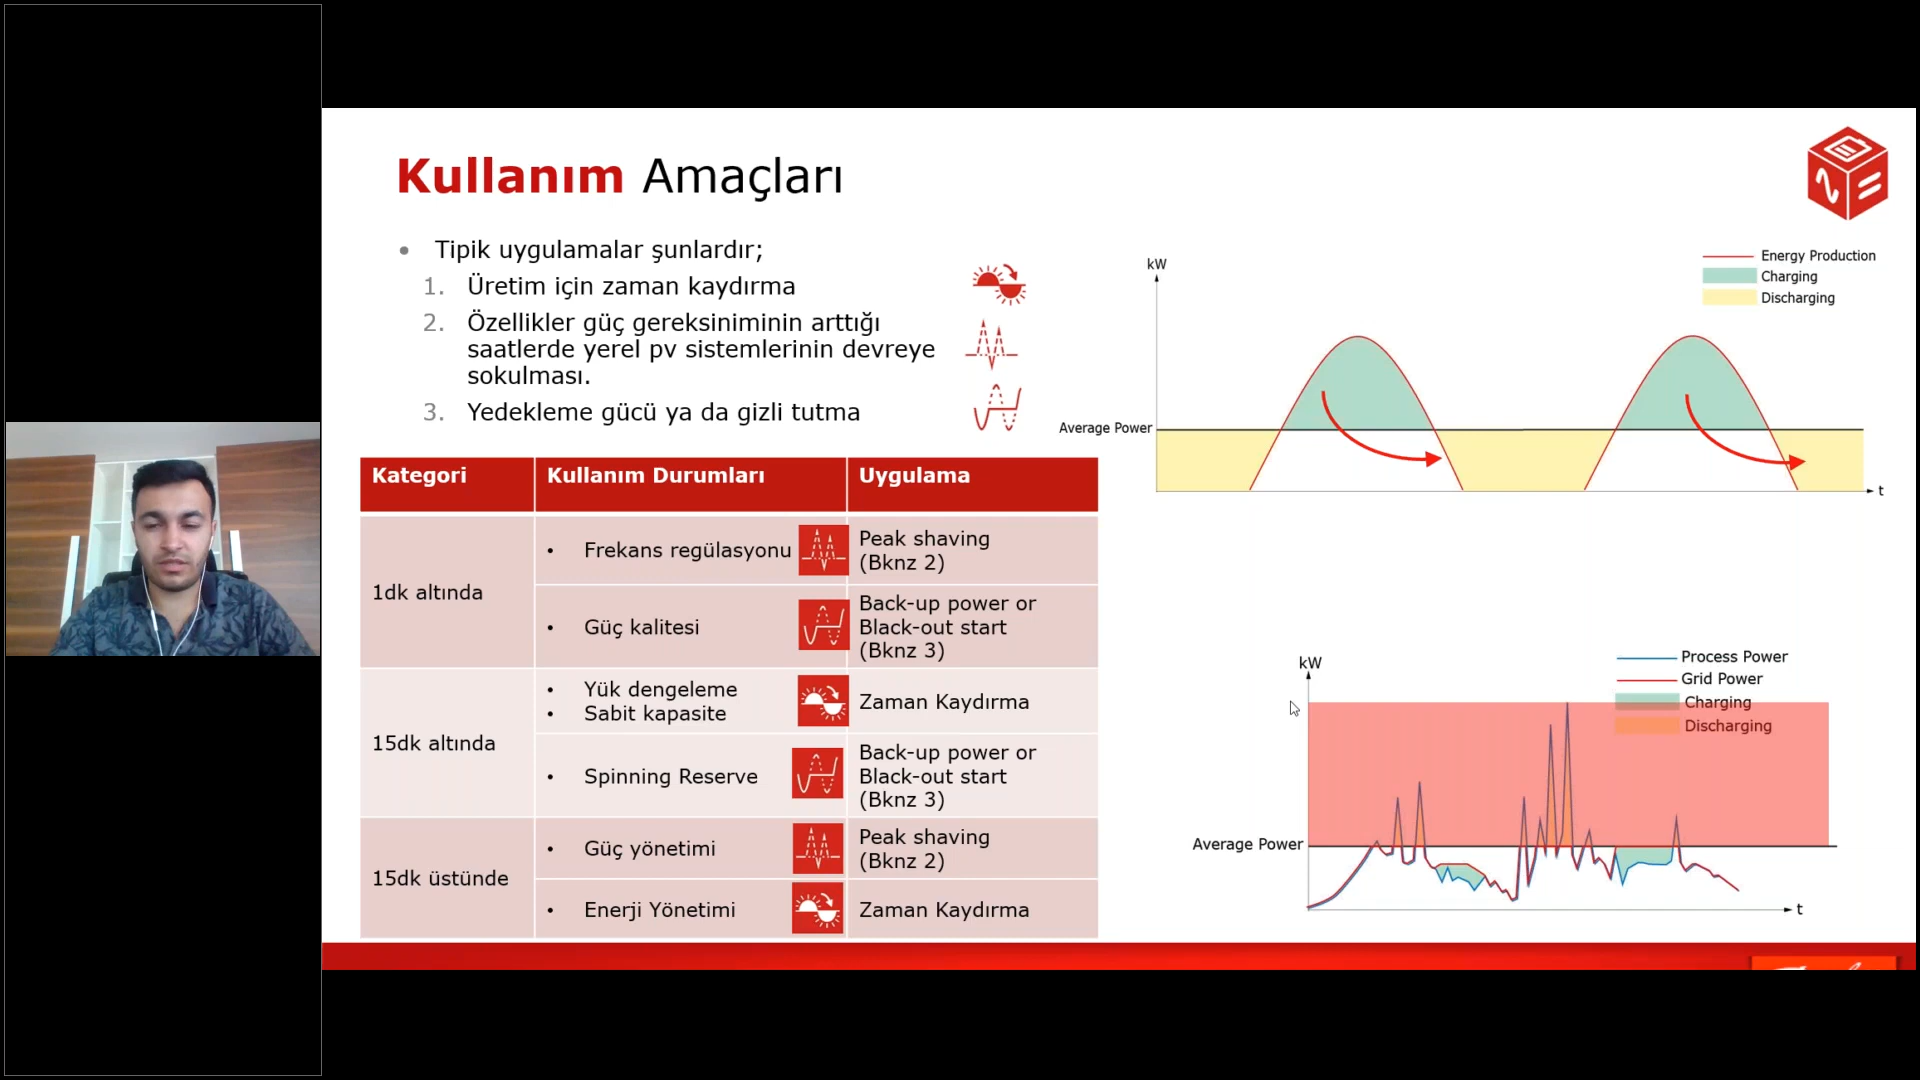 Kullanım Amaçları
• Tipik uygulamalar şunlardır;
1. Üretim için zaman kaydırma
2. Özellikler güç gereksiniminin arttığı
saatlerde yerel pv sistemlerinin devreye
sokulması.
3. Yedekleme gücü ya da gizli tutma
Kategori
Kullanım Durumları
Uygulama
1dk altında
• Frekans regülasyonu
Peak shaving
(Bknz 2)
• Güç kalitesi
Back-up power or
Black-out start
(Bknz 3)
15dk altında
• Yük dengeleme
• Sabit kapasite
Zaman Kaydırma
• Spinning Reserve
Back-up power or
Black-out start
(Bknz 3)
15dk üstünde
• Güç yönetimi
Peak shaving
(Bknz 2)
• Enerji Yönetimi
Zaman Kaydırma
kW
Energy Production
Charging
Discharging
Average Power
t
kW
Process Power
Grid Power
Charging
Discharging
Average Power
t